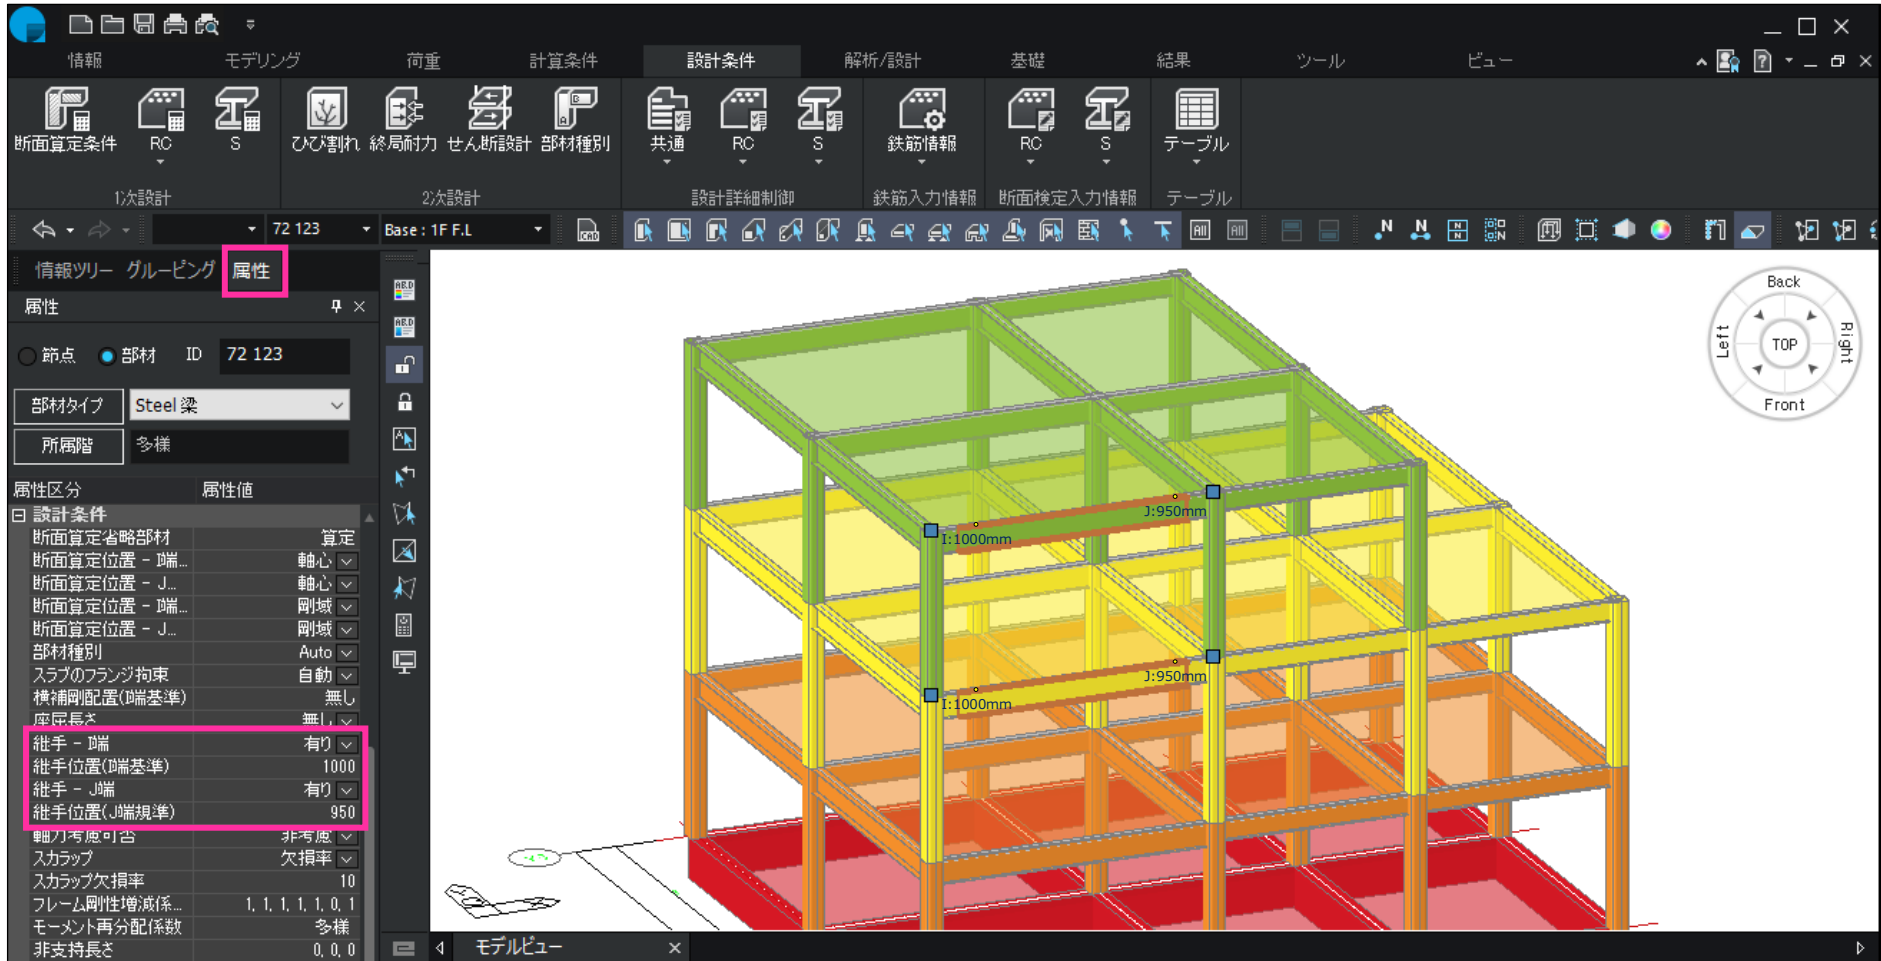 情報 モデリング 荷重 計算条件 設計条件 解析/設計 基礎 結果 ツール ビュー
断面算定条件 RC S ひび割れ 終局耐力 せん断設計 部材種別 共通 RC S 鉄筋情報 RC S テーブル
1次設計 2次設計 設計詳細制御 鉄筋入力情報 断面検定入力情報 テーブル
72 123 Base : 1F F.L
情報ツリー グルーピング 属性
属性
節点 部材 ID 72 123
部材タイプ Steel 梁
所属階 多様
属性区分 属性値
設計条件
断面算定省略部材 算定
断面算定位置 - I端... 軸心
断面算定位置 - J... 軸心
断面算定位置 - I端... 剛域
断面算定位置 - J... 剛域
部材種別 Auto
スラブのフランジ拘束 自動
横補剛配置(I端基準) 無し
座屈長さ 無し
継手 - I端 有り
継手位置(I端基準) 1000
継手 - J端 有り
継手位置(J端規準) 950
軸力考慮可否 非考慮
スカラップ 欠損率
スカラップ欠損率 10
フレーム剛性増減係... 1, 1, 1, 1, 1, 0, 1
モーメント再分配係数 多様
非支持長さ 0, 0, 0
J:950mm
I:1000mm
J:950mm
I:1000mm
Back
Left TOP Right
Front
モデルビュー